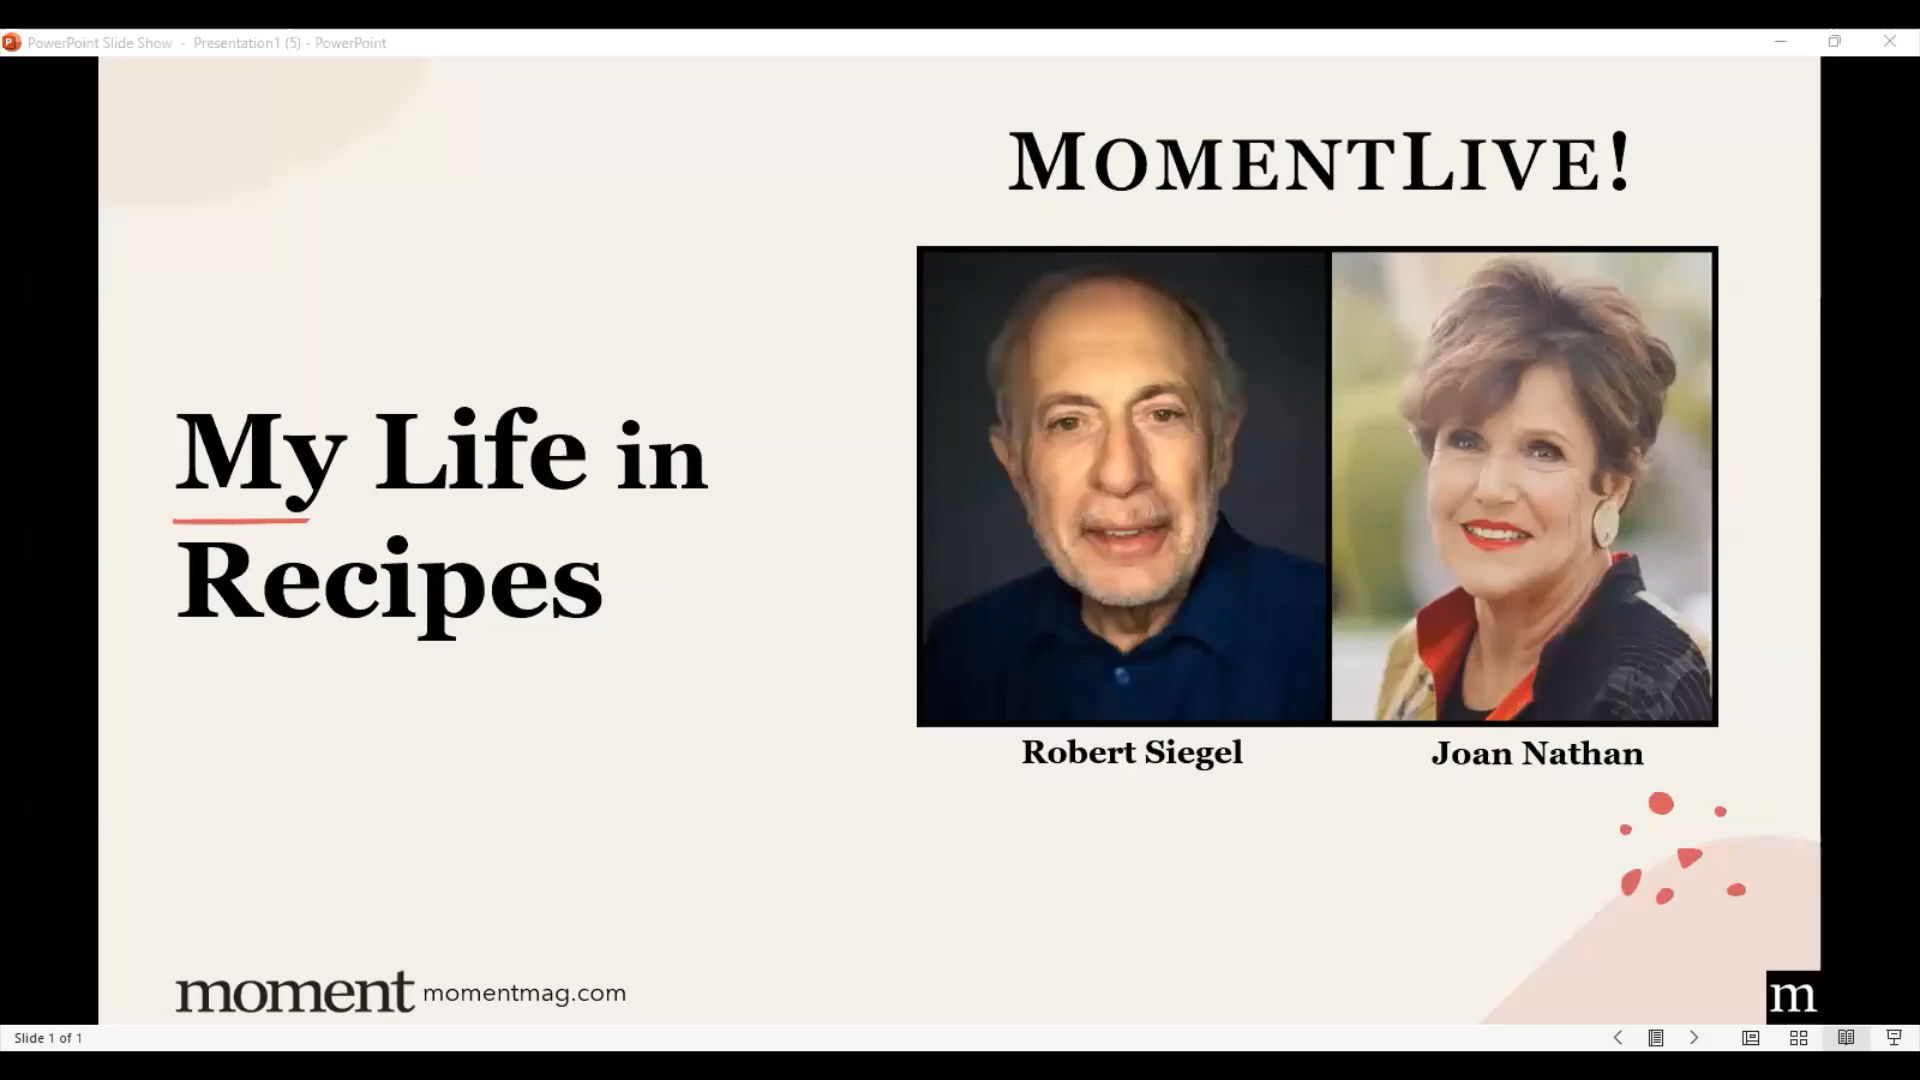 PowerPoint Slide Show - Presentation1 (5) - PowerPoint
MOMENTLIVE!
My Life in
Recipes
Robert Siegel
Joan Nathan
moment momentmag.com
m
Slide 1 of 1